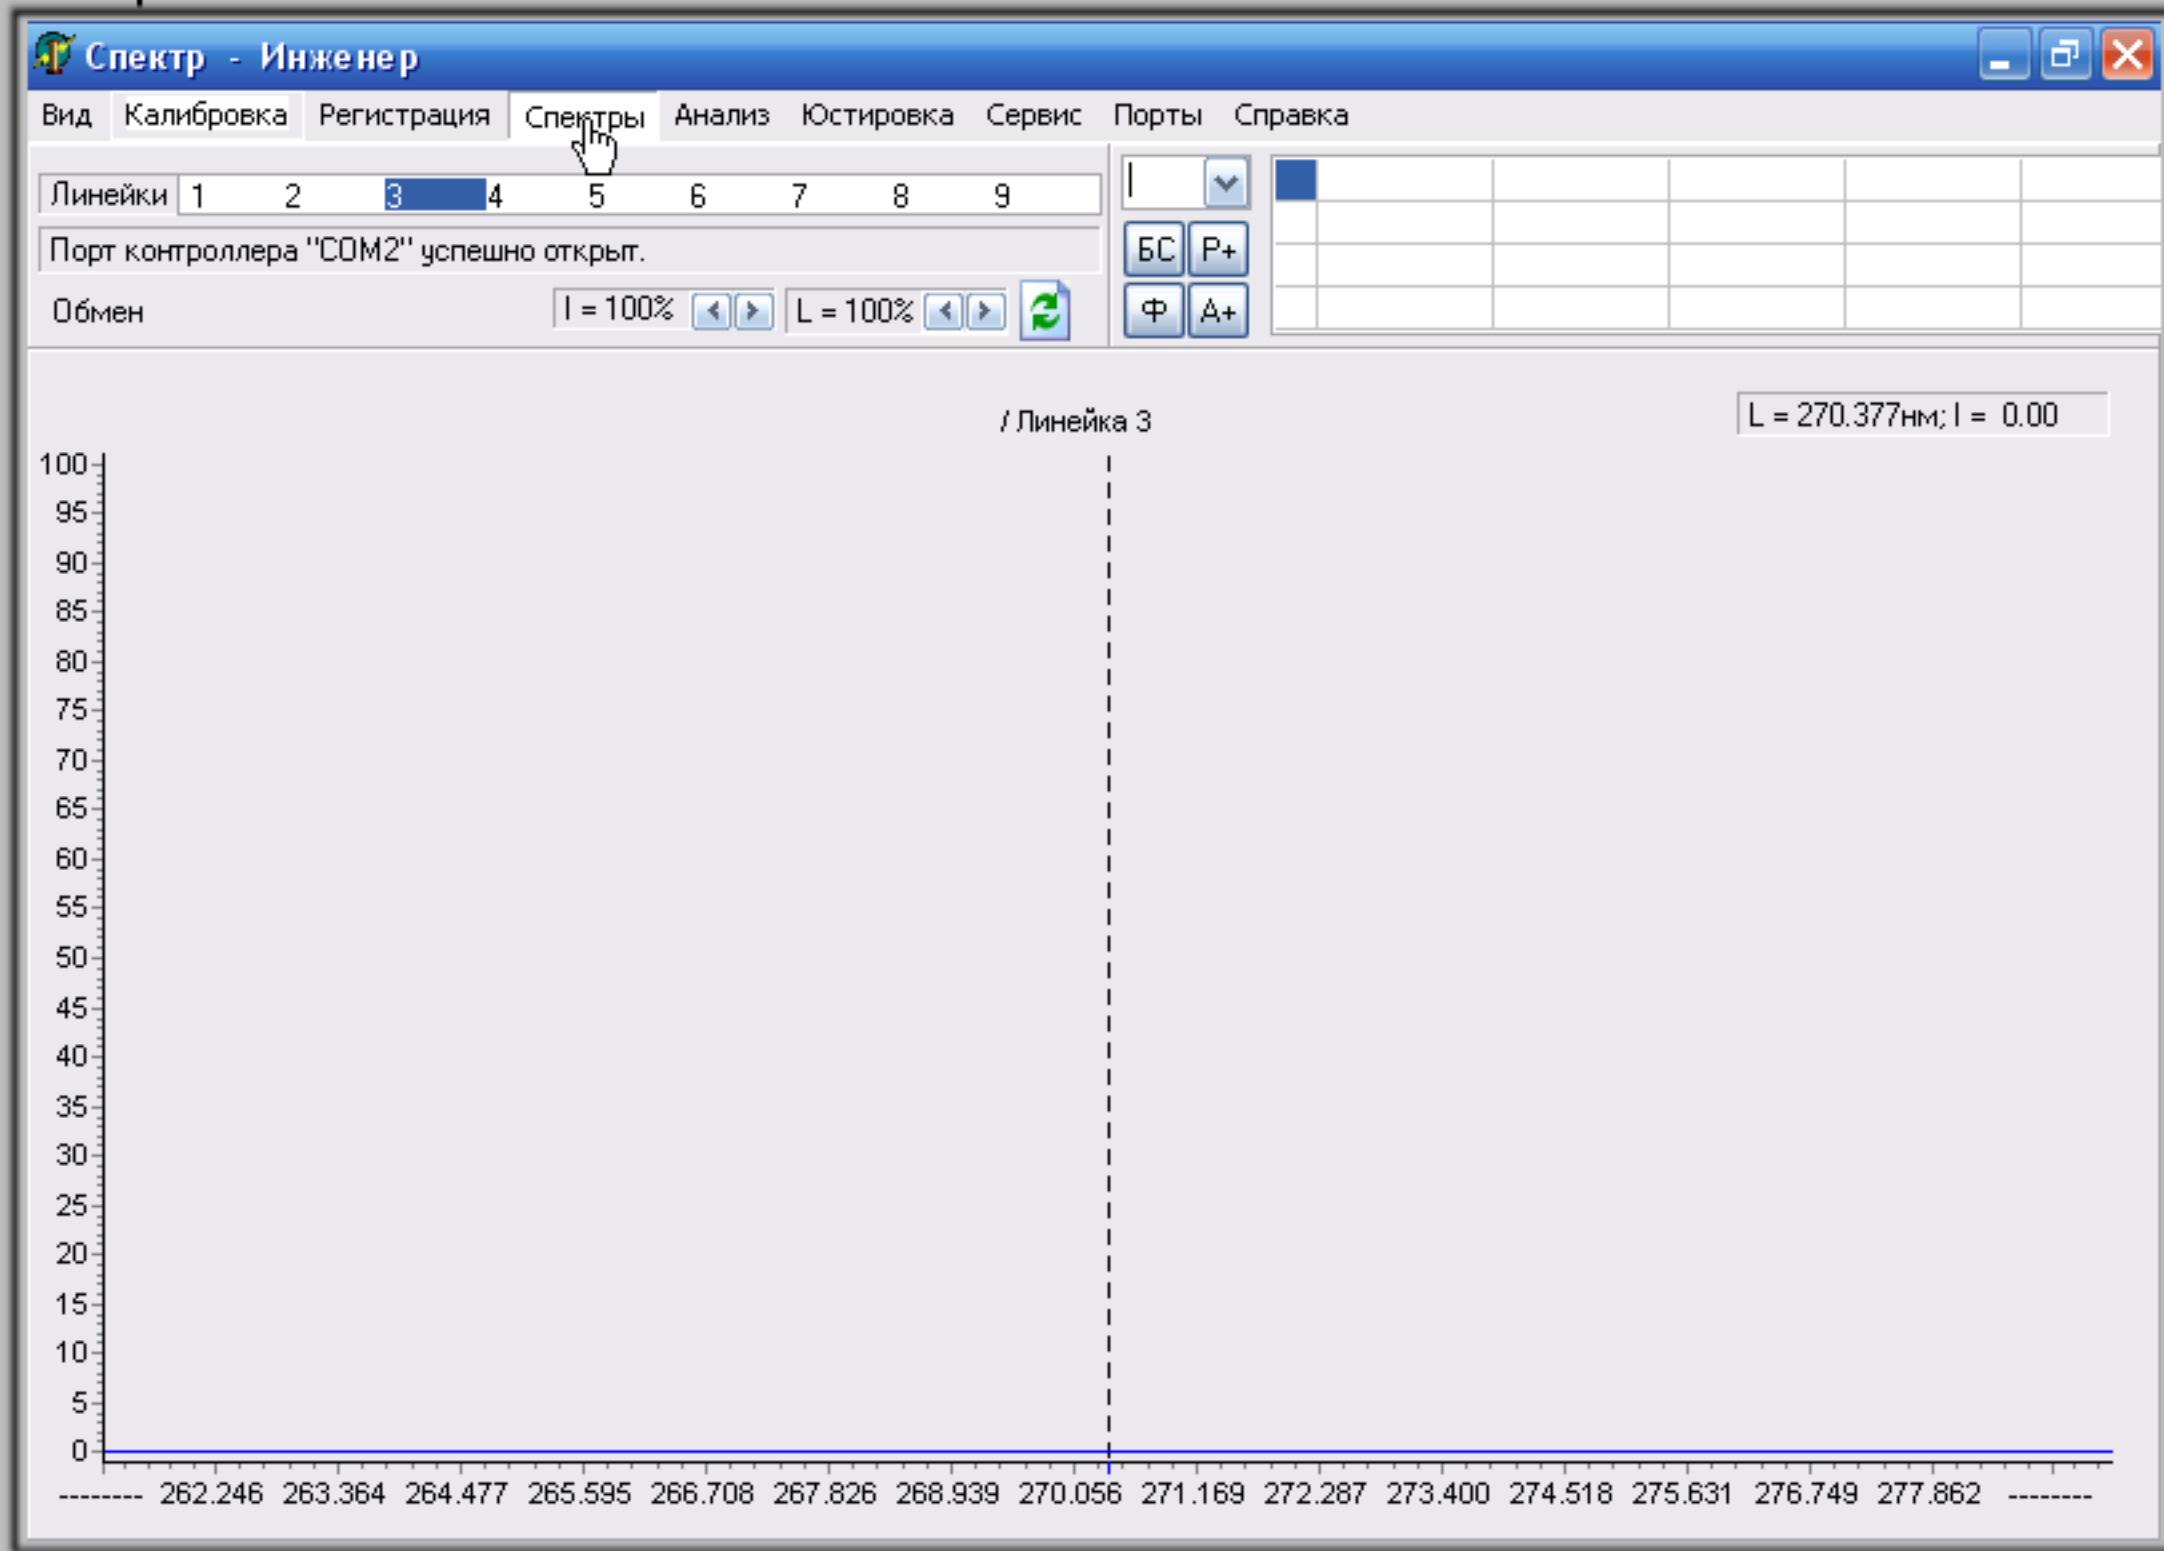 Спектр - Инженер
Вид Калибровка Регистрация Спектры Анализ Юстировка Сервис Порты Справка
Линейки 1 2 3 4 5 6 7 8 9
Порт контроллера "COM2" успешно открыт.
Обмен I = 100% L = 100%
БС Р+
Ф А+
/ Линейка 3
L = 270.377нм; I = 0.00
100
95
90
85
80
75
70
65
60
55
50
45
40
35
30
25
20
15
10
5
0
-------- 262.246 263.364 264.477 265.595 266.708 267.826 268.939 270.056 271.169 272.287 273.400 274.518 275.631 276.749 277.862 --------